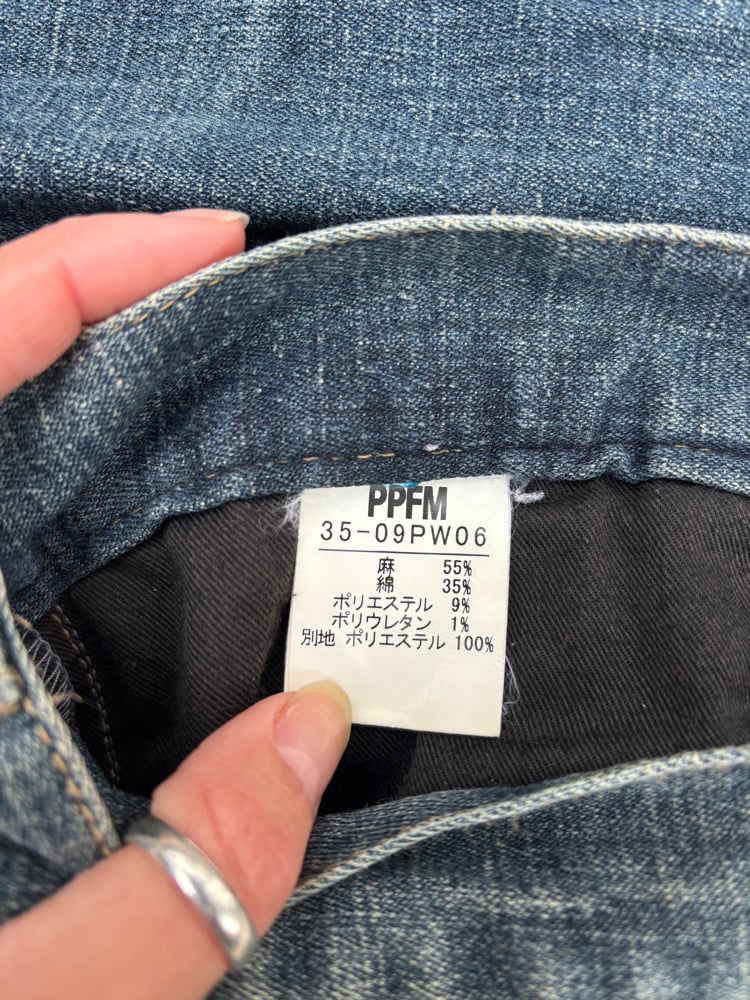 PPFM
35-09PW06
麻 55%
綿 35%
ポリエステル 9%
ポリウレタン 1%
別地 ポリエステル 100%